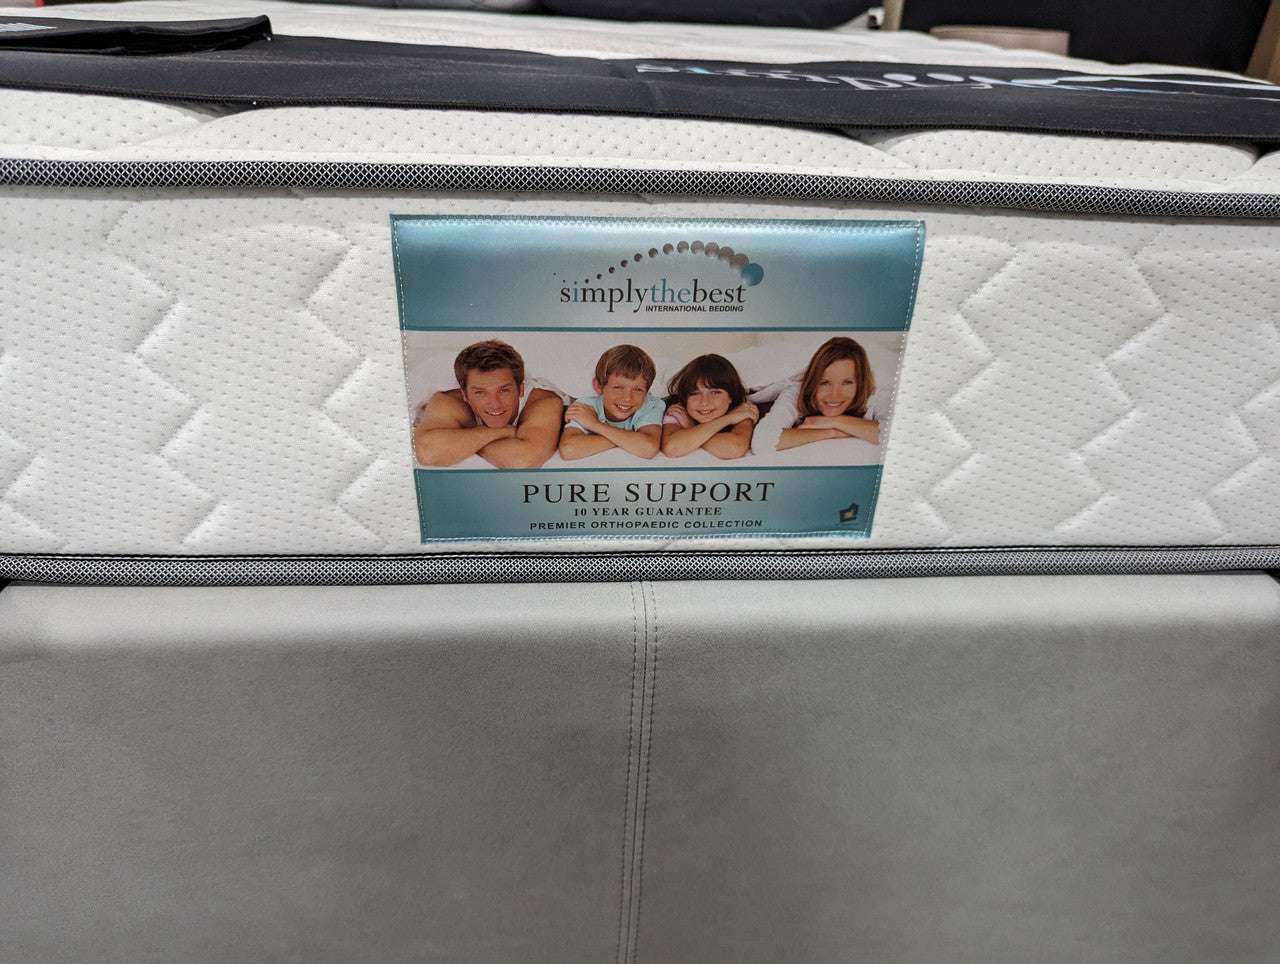 simplythebest
INTERNATIONAL BEDDING
PURE SUPPORT
10 YEAR GUARANTEE
PREMIER ORTHOPAEDIC COLLECTION